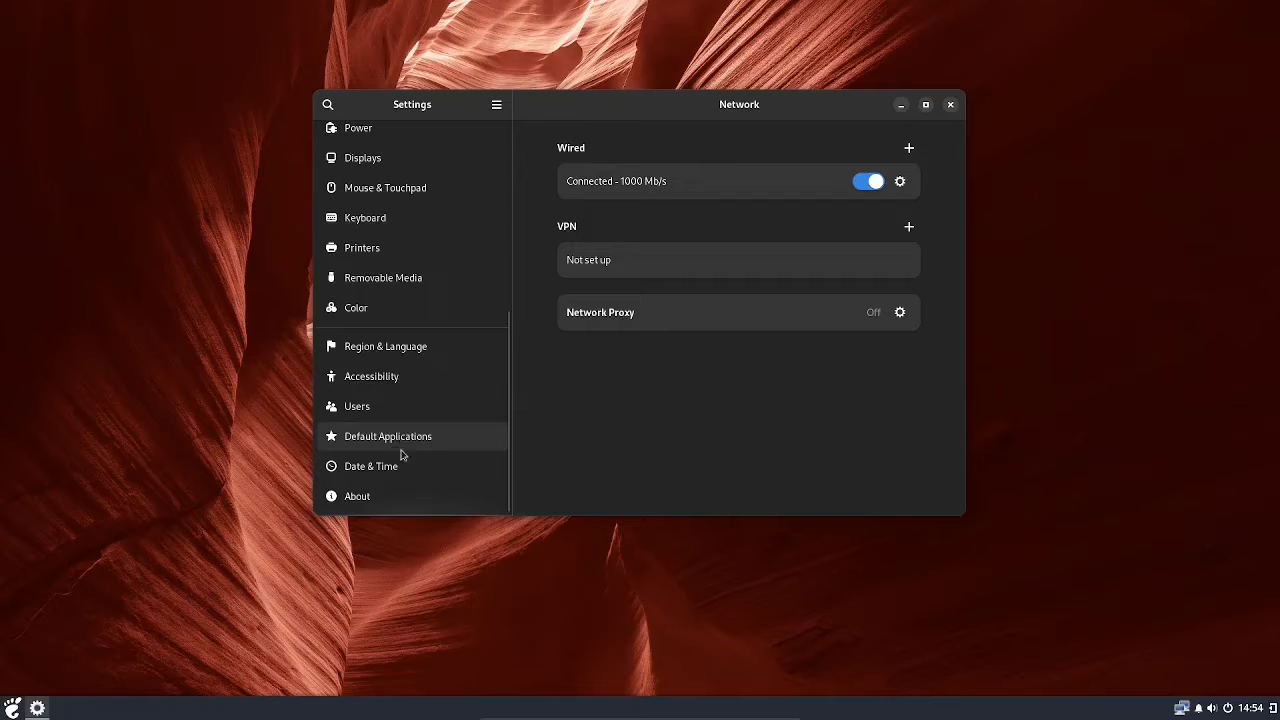 Settings
Network
Power
Displays
Mouse & Touchpad
Keyboard
Printers
Removable Media
Color
Region & Language
Accessibility
Users
Default Applications
Date & Time
About
Wired
Connected - 1000 Mb/s
VPN
Not set up
Network Proxy
Off
14:54